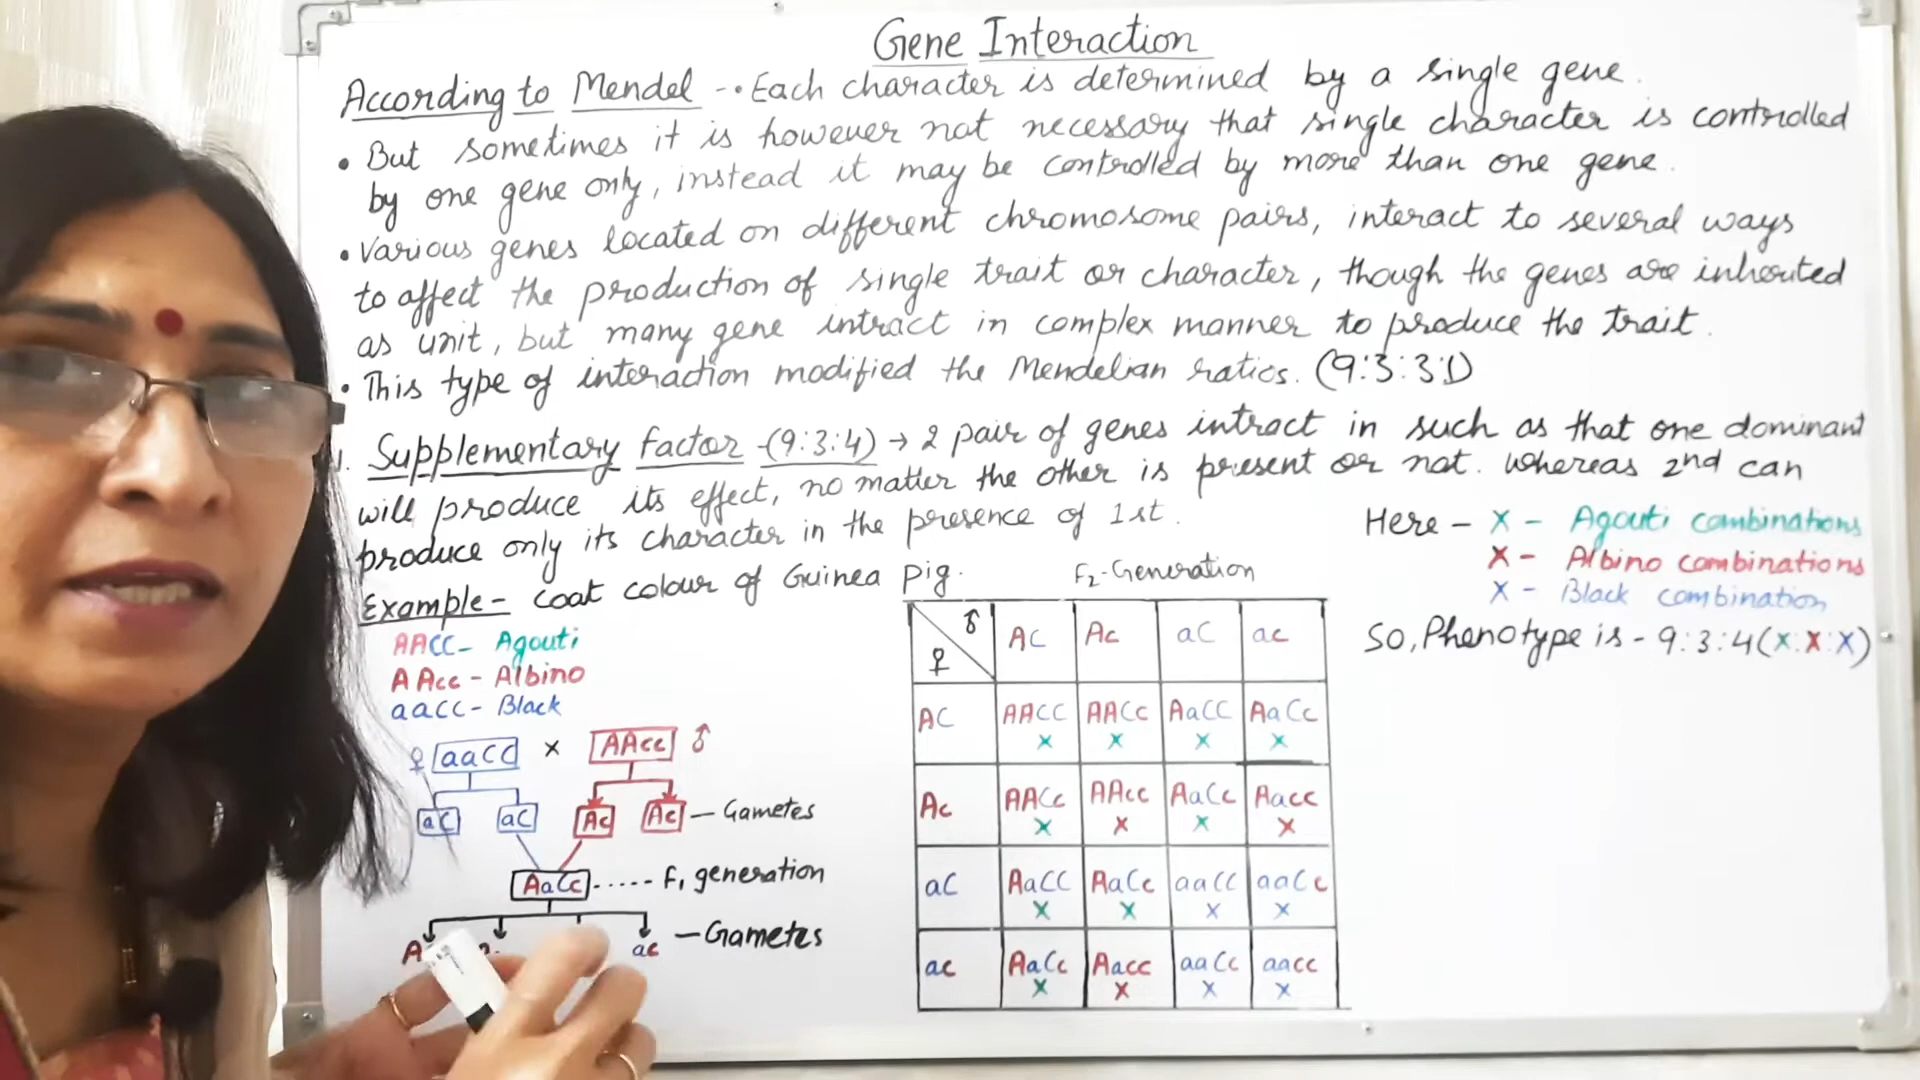 Gene Interaction
According to Mendel -. Each character is determined by a single gene.
• But sometimes it is however not necessary that single character is controlled
by one gene only, instead it may be controlled by more than one gene.
• Various genes located on different chromosome pairs, interact to several ways
to affect the production of single trait or character, though the genes are inherited
as unit, but many gene intract in complex manner to produce the trait.
• This type of interaction modified the Mendelian ratios. (9:3:3:1)
1. Supplementary factor -(9:3:4) → 2 pair of genes intract in such as that one dominant
will produce its effect, no matter the other is present or not. Whereas 2nd can
produce only its character in the presence of 1st.
Example - Coat colour of Guinea Pig.
AACC - Agouti
AAcc - Albino
aacc - Black
♀ aaCC x AAcc ♂
aC aC Ac Ac - Gametes
AaCc ..... F1 generation
A ac - Gametes
F2-Generation
♂ ♀ AC Ac aC ac
AC AACC AACc AaCC AaCc
x x x x
Ac AACc AAcc AaCc Aacc
x x x x
aC AaCC AaCc aaCC aaCc
x x x x
ac AaCc Aacc aaCc aacc
x x x x
Here - x - Agouti combinations
x - Albino combinations
x - Black combination
So, Phenotype is - 9:3:4 (x:x:x)